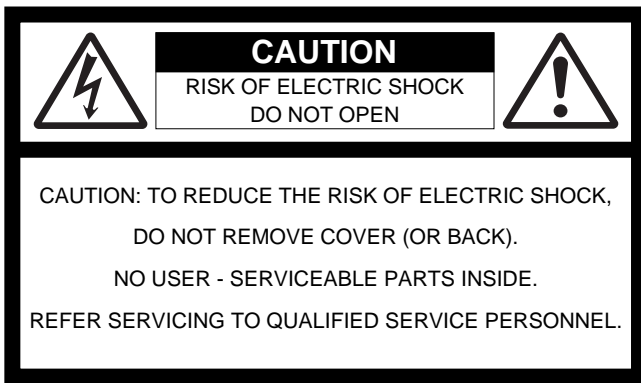 CAUTION
RISK OF ELECTRIC SHOCK
DO NOT OPEN
CAUTION: TO REDUCE THE RISK OF ELECTRIC SHOCK,
DO NOT REMOVE COVER (OR BACK).
NO USER - SERVICEABLE PARTS INSIDE.
REFER SERVICING TO QUALIFIED SERVICE PERSONNEL.